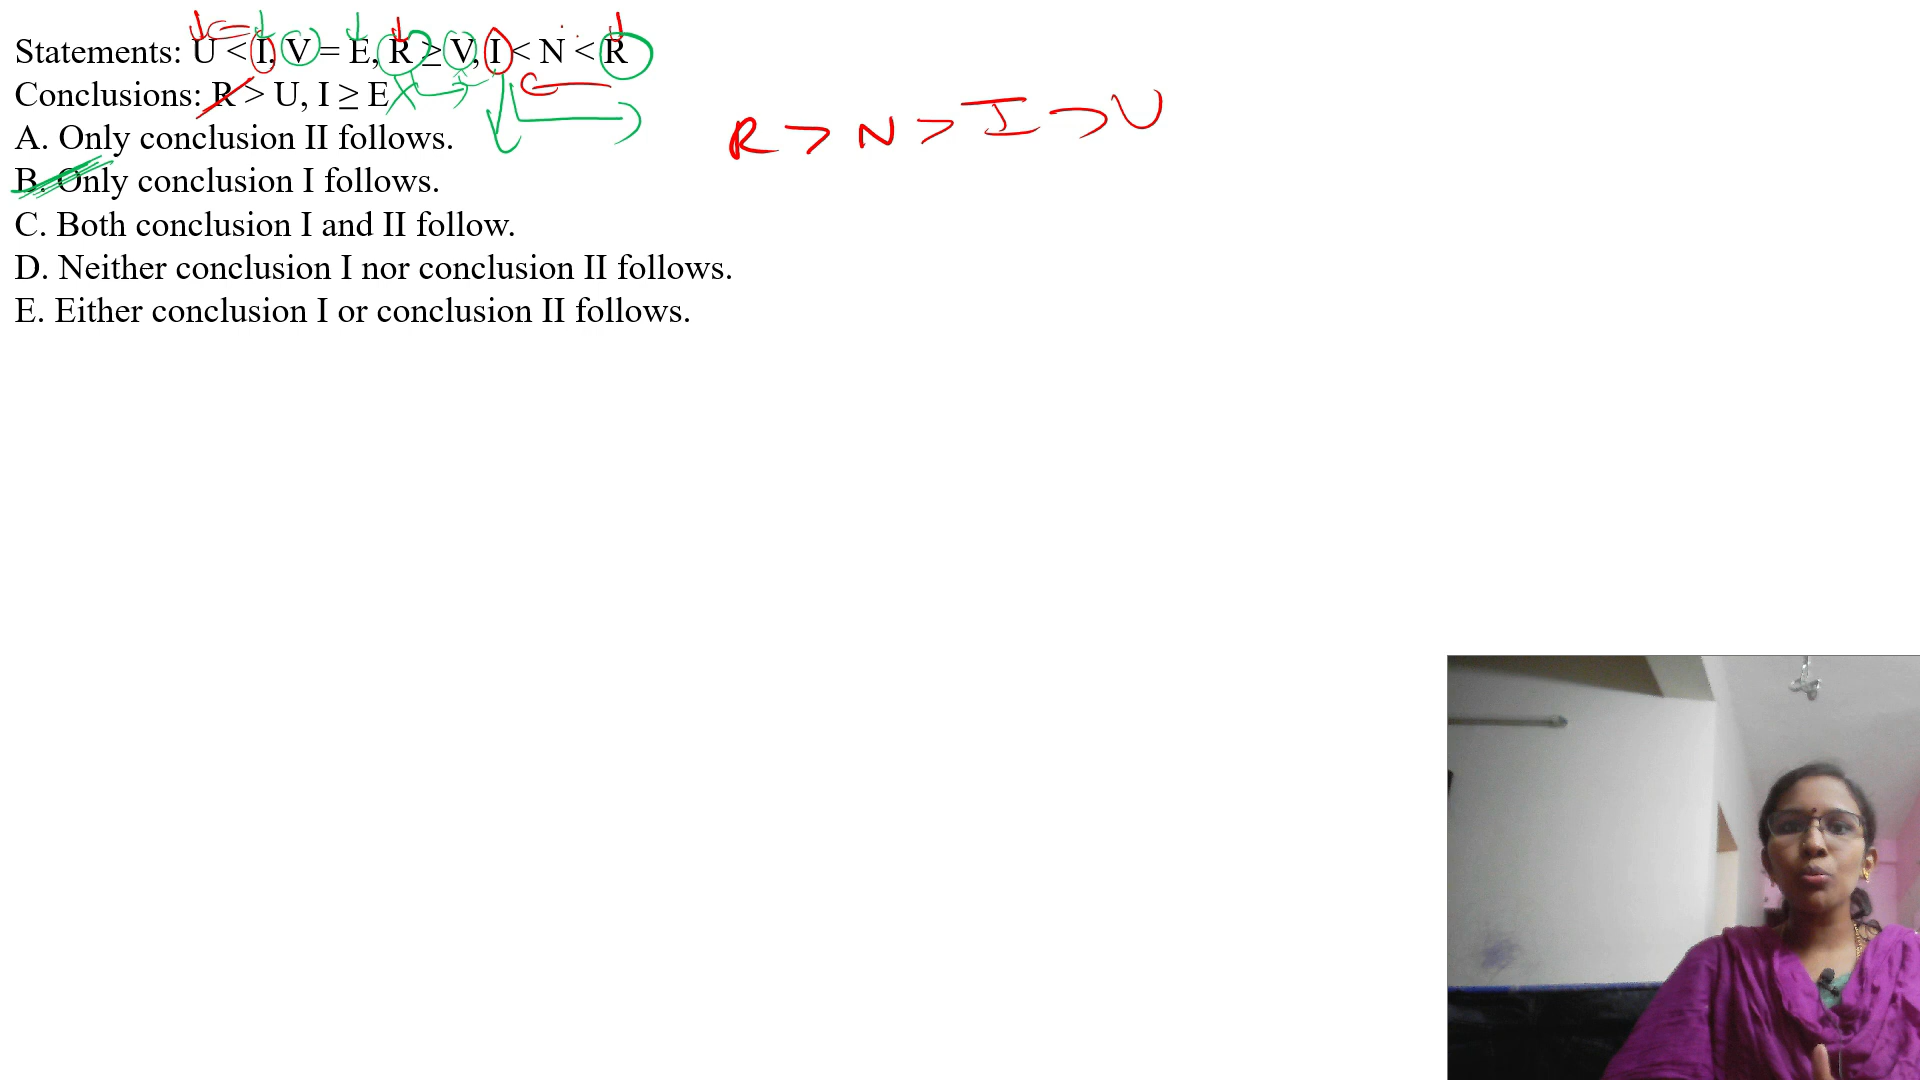 Statements: U < I, V = E, R ≥ V, I < N < R
Conclusions: R > U, I ≥ E
R > N > I > U
A. Only conclusion II follows.
B. Only conclusion I follows.
C. Both conclusion I and II follow.
D. Neither conclusion I nor conclusion II follows.
E. Either conclusion I or conclusion II follows.